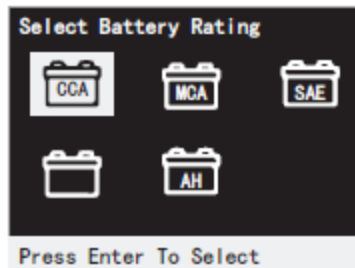 Select Battery Rating
CCA MCA SAE
AH
Press Enter To Select